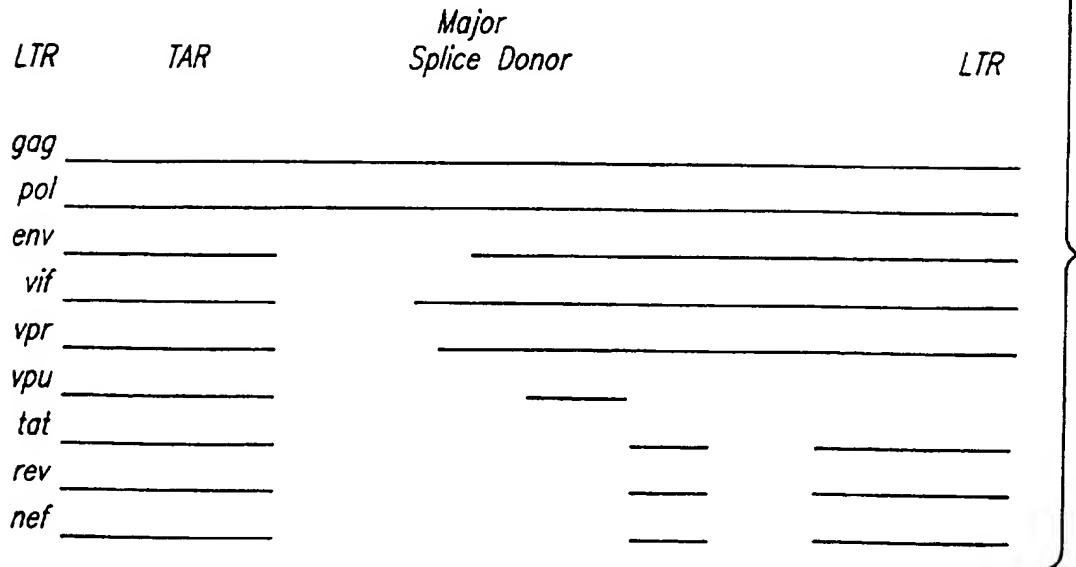 Major
LTR TAR Splice Donor LTR
gag
pol
env
vif
vpr
vpu
tat
rev
nef